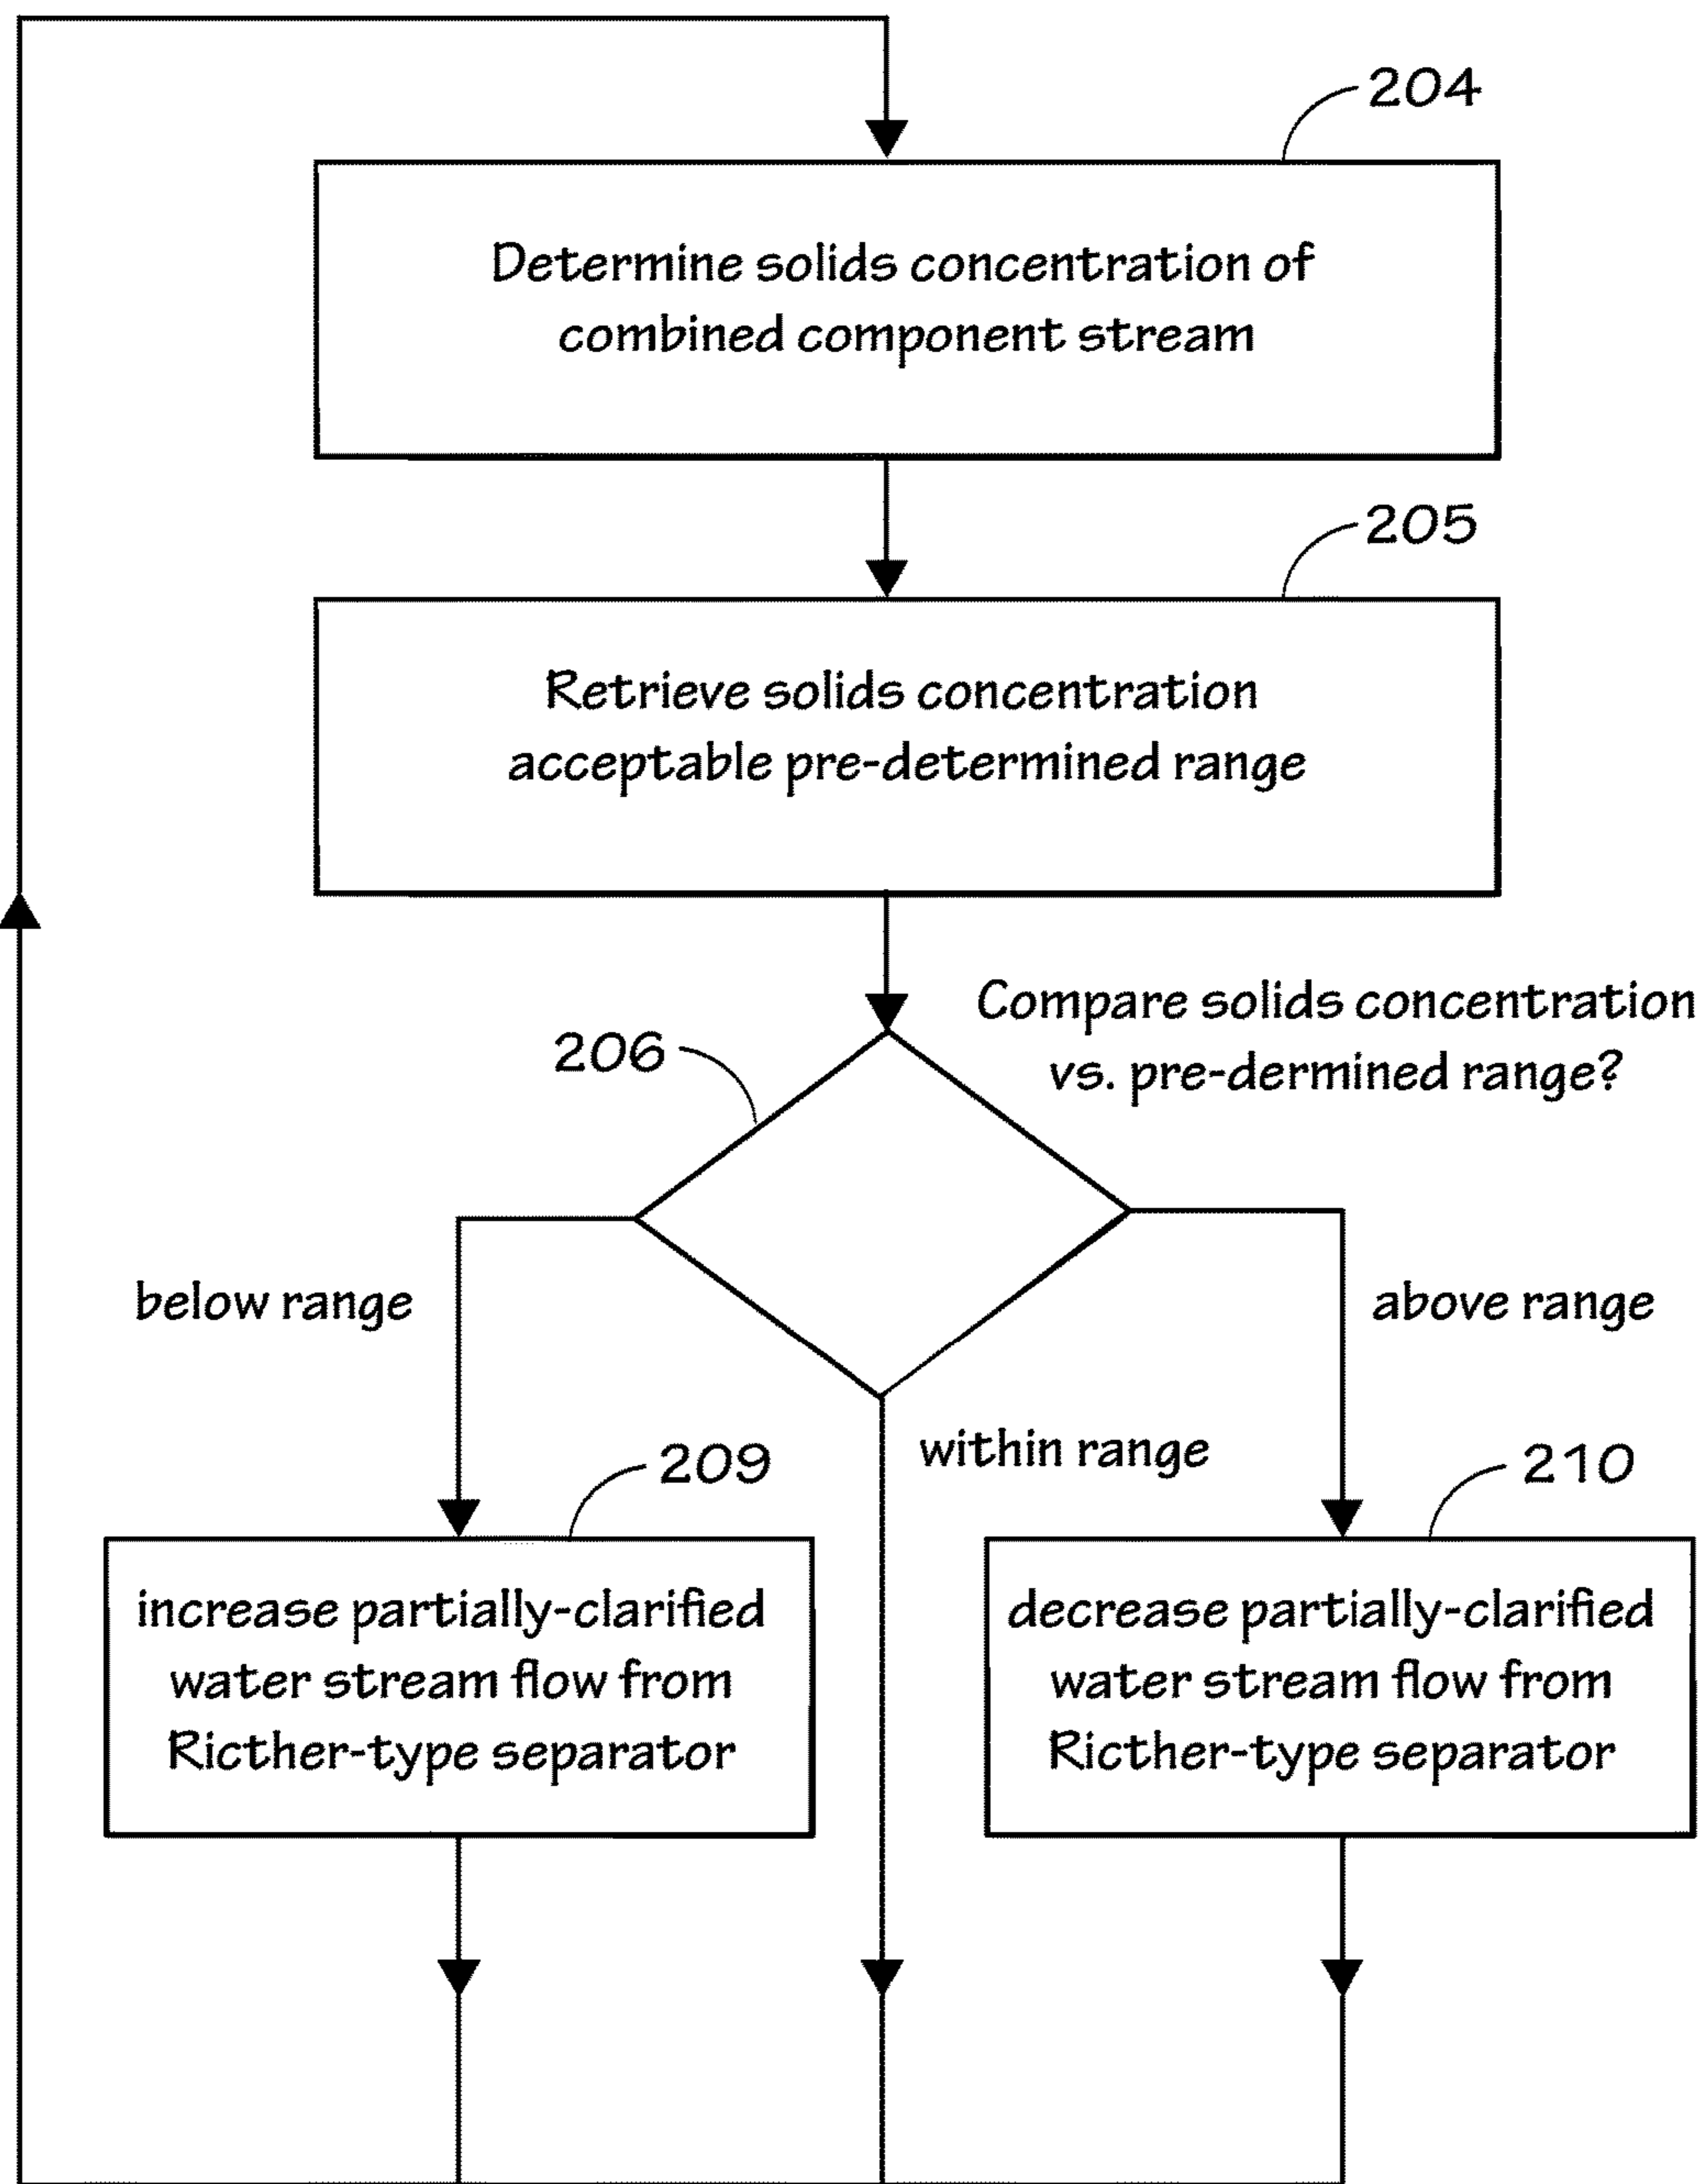 204
Determine solids concentration of
combined component stream
205
Retrieve solids concentration
acceptable pre-determined range
Compare solids concentration
vs. pre-dermined range?
206
below range
above range
within range
209
210
increase partially-clarified
water stream flow from
Ricther-type separator
decrease partially-clarified
water stream flow from
Ricther-type separator